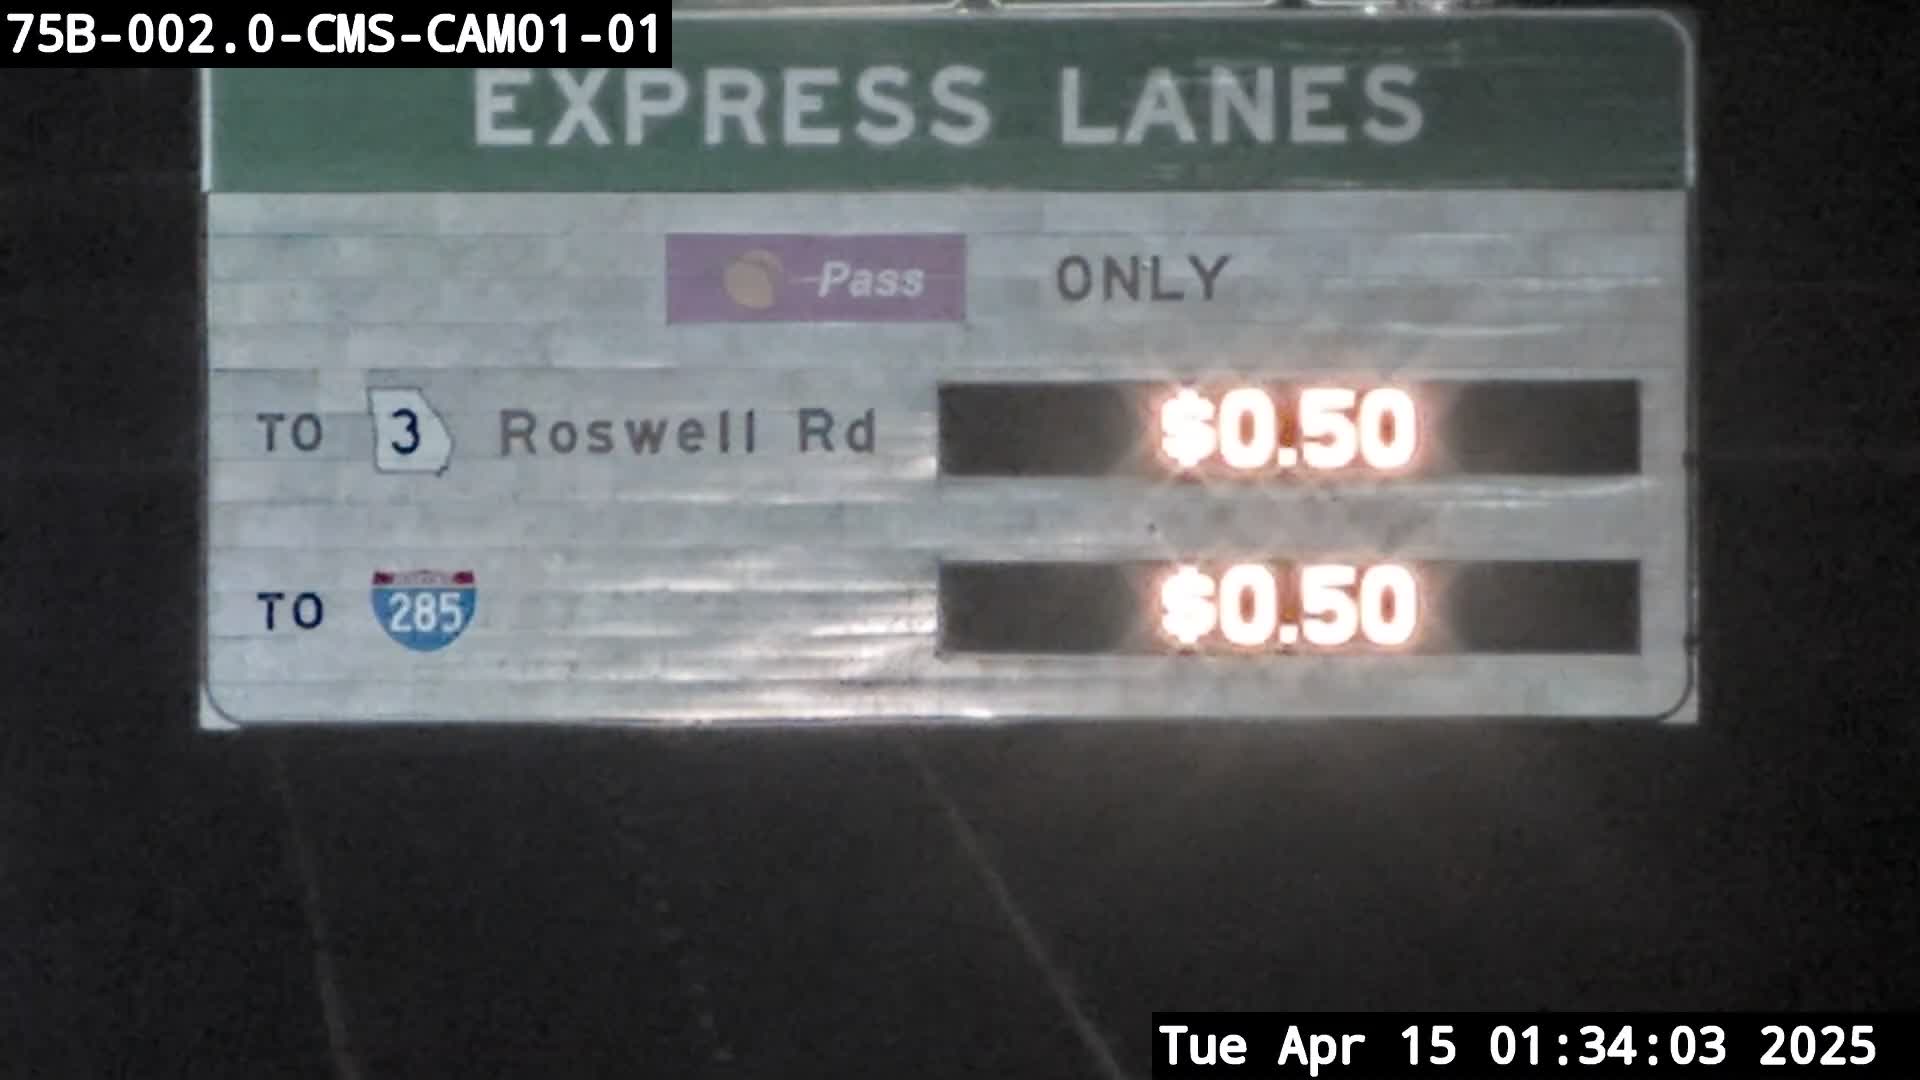 75B-002.0-CMS-CAM01-01
EXPRESS LANES
Pass ONLY
TO 3 Roswell Rd $0.50
TO 285 $0.50
Tue Apr 15 01:34:03 2025